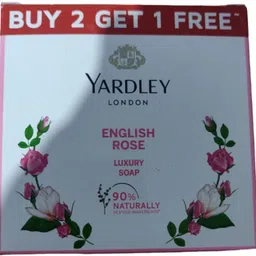 BUY 2 GET 1 FREE
YARDLEY
LONDON
ENGLISH
ROSE
LUXURY
SOAP
90%
NATURALLY